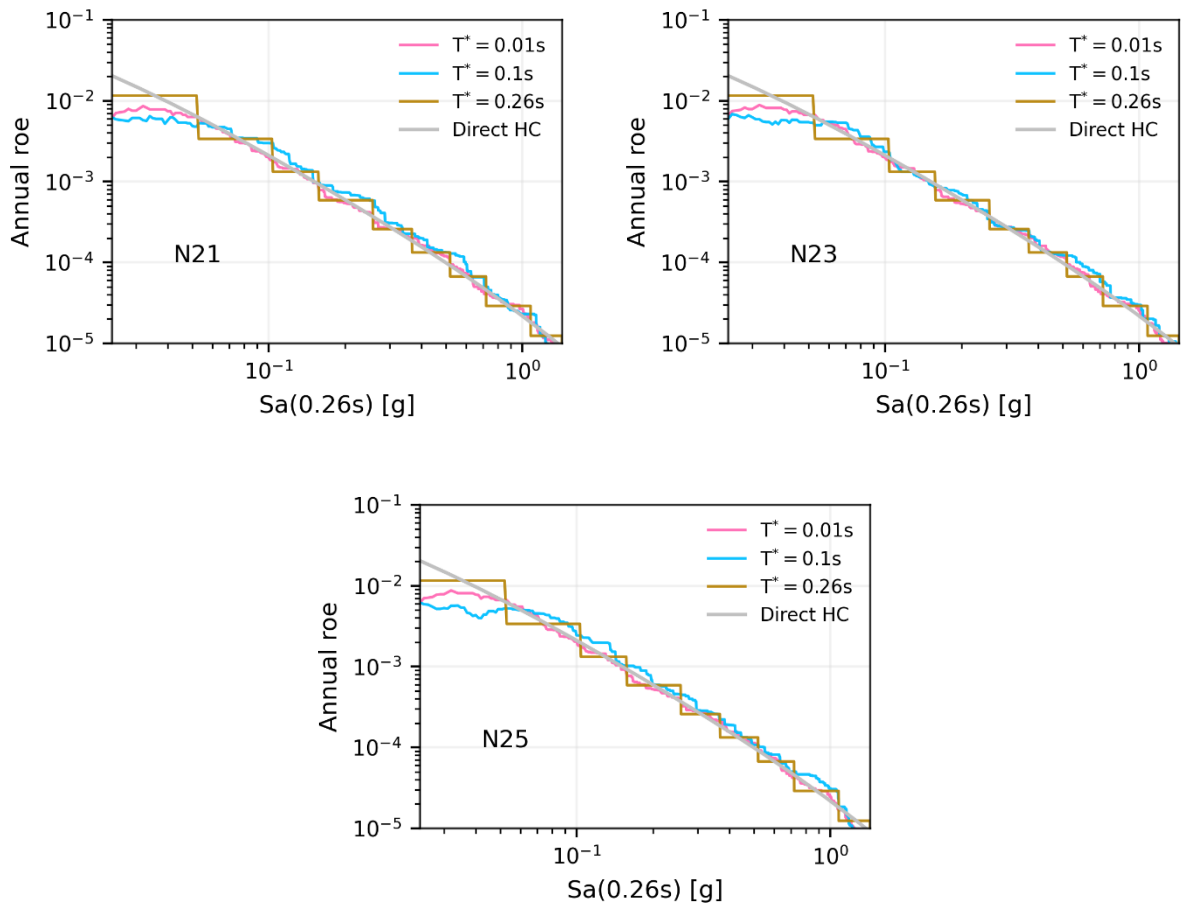 10⁻¹
10⁻²
10⁻³
10⁻⁴
10⁻⁵
Annual roe
T* = 0.01s
T* = 0.1s
T* = 0.26s
Direct HC
N21
10⁻¹
10⁰
Sa(0.26s) [g]
10⁻¹
10⁻²
10⁻³
10⁻⁴
10⁻⁵
Annual roe
T* = 0.01s
T* = 0.1s
T* = 0.26s
Direct HC
N23
10⁻¹
10⁰
Sa(0.26s) [g]
10⁻¹
10⁻²
10⁻³
10⁻⁴
10⁻⁵
Annual roe
T* = 0.01s
T* = 0.1s
T* = 0.26s
Direct HC
N25
10⁻¹
10⁰
Sa(0.26s) [g]